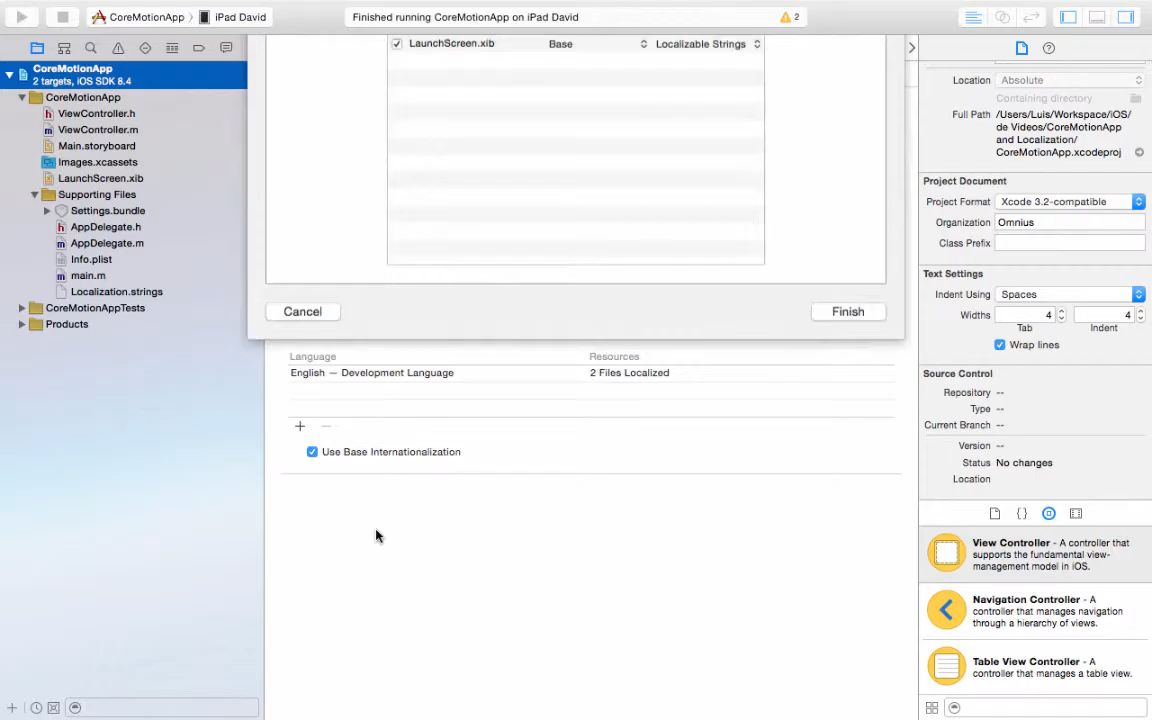 CoreMotionApp
iPad David
Finished running CoreMotionApp on iPad David
2
CoreMotionApp
2 targets, iOS SDK 8.4
CoreMotionApp
ViewController.h
ViewController.m
Main.storyboard
Images.xcassets
LaunchScreen.xib
Supporting Files
Settings.bundle
AppDelegate.h
AppDelegate.m
Info.plist
main.m
Localization.strings
CoreMotionAppTests
Products
LaunchScreen.xib Base Localizable Strings
Cancel
Finish
Language Resources
English — Development Language 2 Files Localized
Use Base Internationalization
Location Absolute
Containing directory
Full Path /Users/Luis/Workspace/iOS/
de Videos/CoreMotionApp
and Localization/
CoreMotionApp.xcodeproj
Project Document
Project Format Xcode 3.2-compatible
Organization Omnius
Class Prefix
Text Settings
Indent Using Spaces
Widths 4 4
Tab Indent
Wrap lines
Source Control
Repository --
Type --
Current Branch --
Version --
Status No changes
Location
View Controller - A controller that
supports the fundamental view-
management model in iOS.
Navigation Controller - A
controller that manages navigation
through a hierarchy of views.
Table View Controller - A
controller that manages a table view.